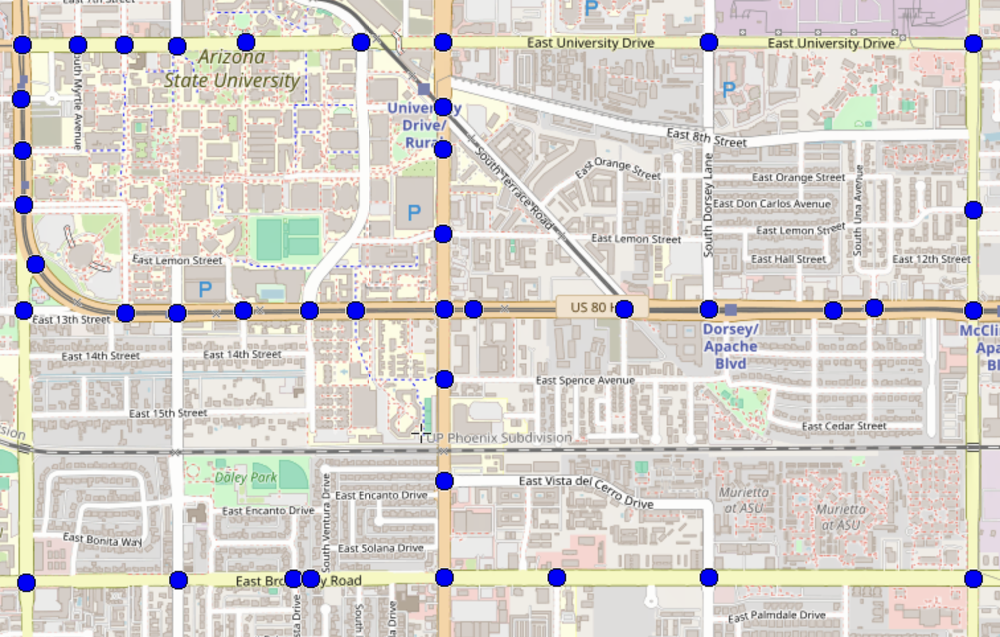 P
East University Drive
East University Drive
Arizona
State University
P
South Terrace Road
East 8th Street
East Orange Street
East Orange Street
South Dorsey Lane
East Don Carlos Avenue
South Una Avenue
P
East Lemon Street
East Lemon Street
East Lemon Street
East Hall Street
East 12th Street
P
US 80
East 13th Street
Dorsey/
Apache
Blvd
East 14th Street
East 14th Street
East Spence Avenue
East 15th Street
East Cedar Street
UP Phoenix Subdivision
Daley Park
East Vista del Cerro Drive
South Ventura Drive
East Encanto Drive
East Encanto Drive
Murietta
at ASU
Murietta
at ASU
East Bonita Way
East Solana Drive
East
Road
East Palmdale Drive
South
Drive